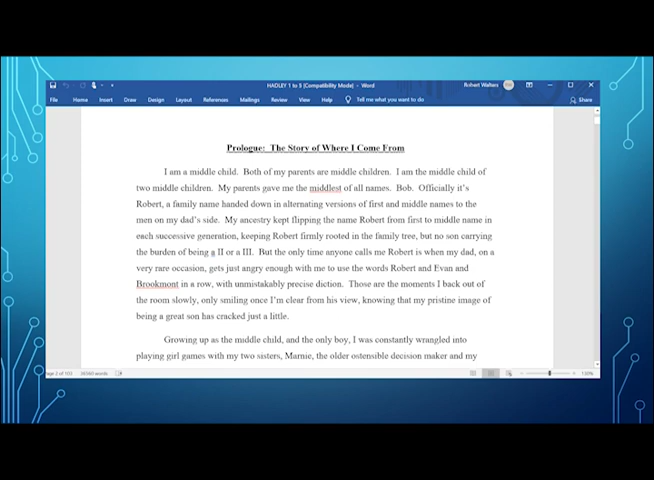 HADLEY 1 to 5 [Compatibility Mode] - Word
Robert Walters
File Home Insert Draw Design Layout References Mailings Review View Help Tell me what you want to do
Share
Prologue: The Story of Where I Come From
I am a middle child. Both of my parents are middle children. I am the middle child of
two middle children. My parents gave me the middlest of all names. Bob. Officially it's
Robert, a family name handed down in alternating versions of first and middle names to the
men on my dad's side. My ancestry kept flipping the name Robert from first to middle name in
each successive generation, keeping Robert firmly rooted in the family tree, but no son carrying
the burden of being a II or a III. But the only time anyone calls me Robert is when my dad, on a
very rare occasion, gets just angry enough with me to use the words Robert and Evan and
Brookmont in a row, with unmistakably precise diction. Those are the moments I back out of
the room slowly, only smiling once I'm clear from his view, knowing that my pristine image of
being a great son has cracked just a little.
Growing up as the middle child, and the only boy, I was constantly wrangled into
playing girl games with my two sisters, Marnie, the older ostensible decision maker and my
words
130%